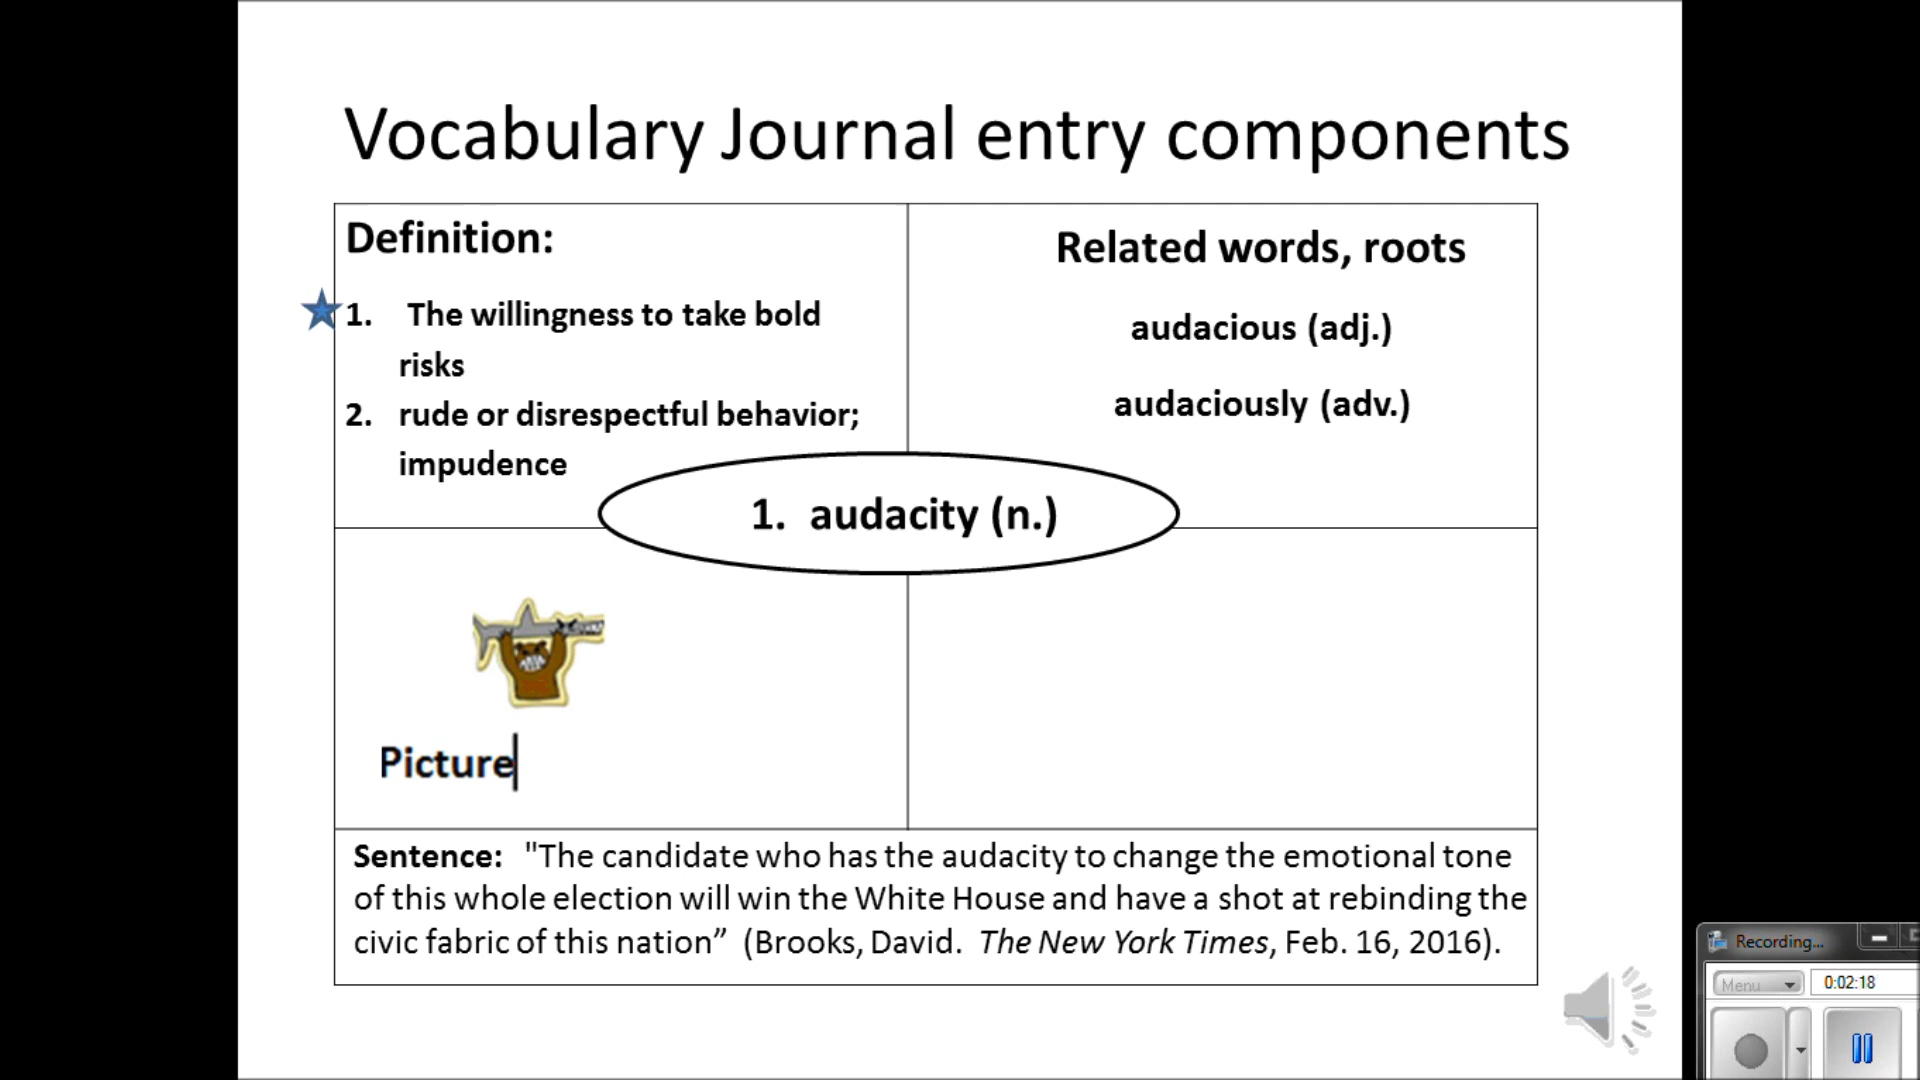 Vocabulary Journal entry components
Definition:
1. The willingness to take bold
risks
2. rude or disrespectful behavior;
impudence
Related words, roots
audacious (adj.)
audaciously (adv.)
1. audacity (n.)
Picture
Sentence: "The candidate who has the audacity to change the emotional tone
of this whole election will win the White House and have a shot at rebinding the
civic fabric of this nation” (Brooks, David. The New York Times, Feb. 16, 2016).
Recording...
Menu
0:02:18